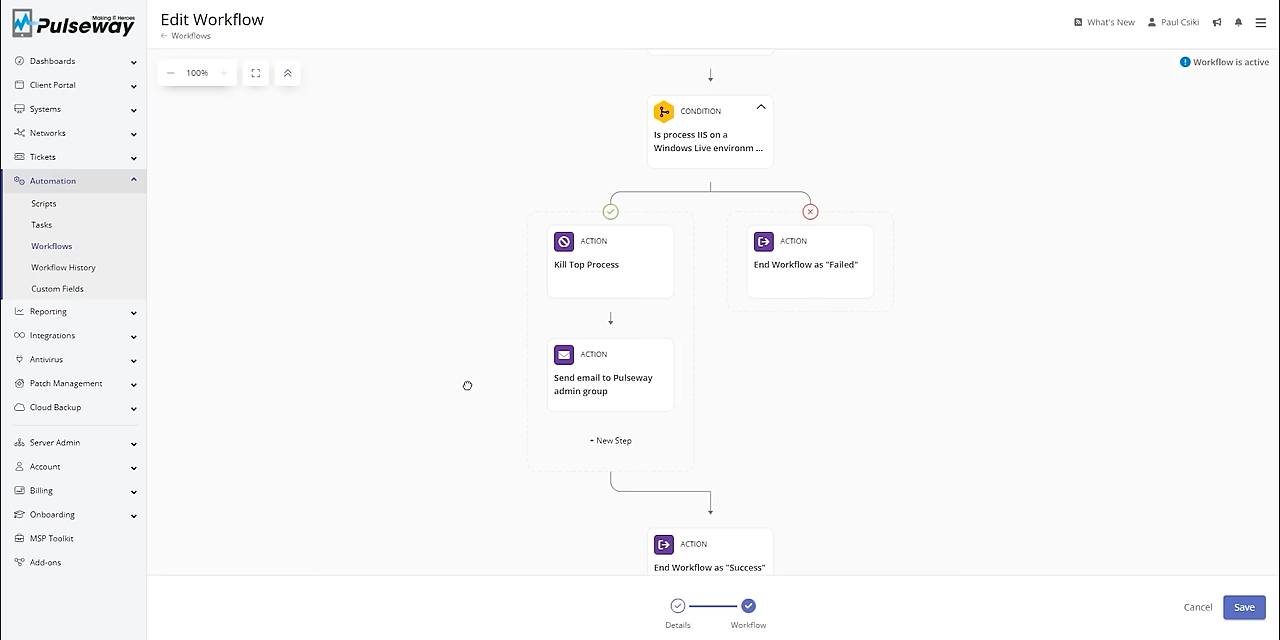 Making IT Heroes
Pulseway
Edit Workflow
Workflows
What's New
Paul Csiki
Dashboards
Client Portal
Systems
Networks
Tickets
Automation
Scripts
Tasks
Workflows
Workflow History
Custom Fields
Reporting
Integrations
Antivirus
Patch Management
Cloud Backup
Server Admin
Account
Billing
Onboarding
MSP Toolkit
Add-ons
100%
Workflow is active
CONDITION
Is process IIS on a
Windows Live environm ...
ACTION
Kill Top Process
ACTION
End Workflow as "Failed"
ACTION
Send email to Pulseway
admin group
+ New Step
ACTION
End Workflow as "Success"
Details
Workflow
Cancel
Save